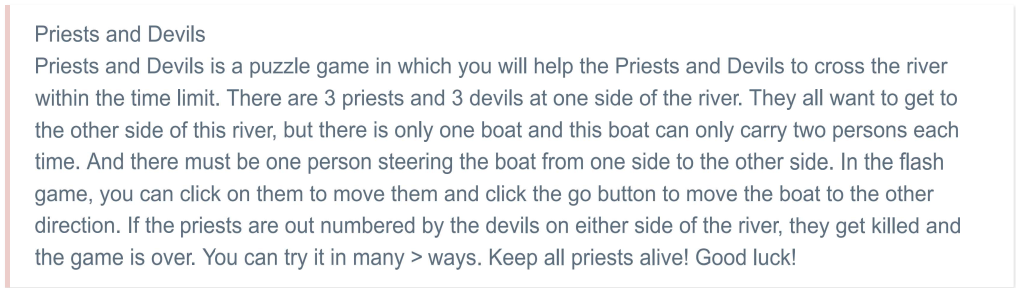 Priests and Devils
Priests and Devils is a puzzle game in which you will help the Priests and Devils to cross the river
within the time limit. There are 3 priests and 3 devils at one side of the river. They all want to get to
the other side of this river, but there is only one boat and this boat can only carry two persons each
time. And there must be one person steering the boat from one side to the other side. In the flash
game, you can click on them to move them and click the go button to move the boat to the other
direction. If the priests are out numbered by the devils on either side of the river, they get killed and
the game is over. You can try it in many > ways. Keep all priests alive! Good luck!